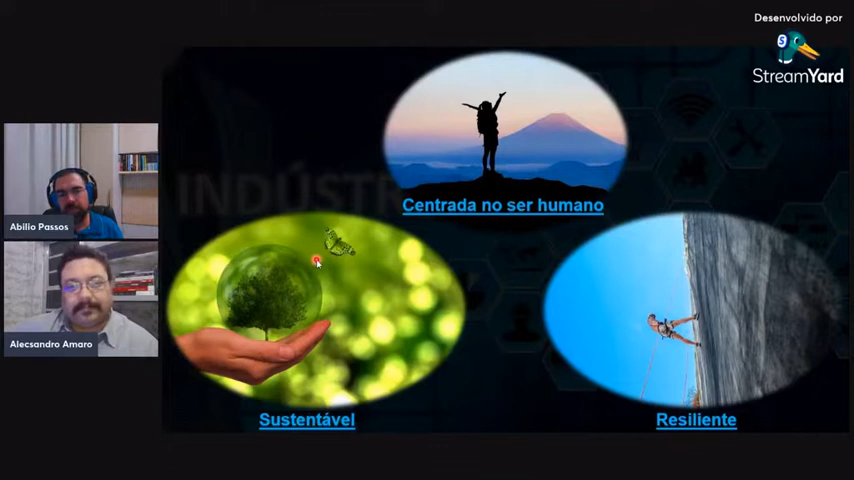 Desenvolvido por
StreamYard
INDÚSTR
Centrada no ser humano
Abilio Passos
Alecsandro Amaro
Sustentável
Resiliente